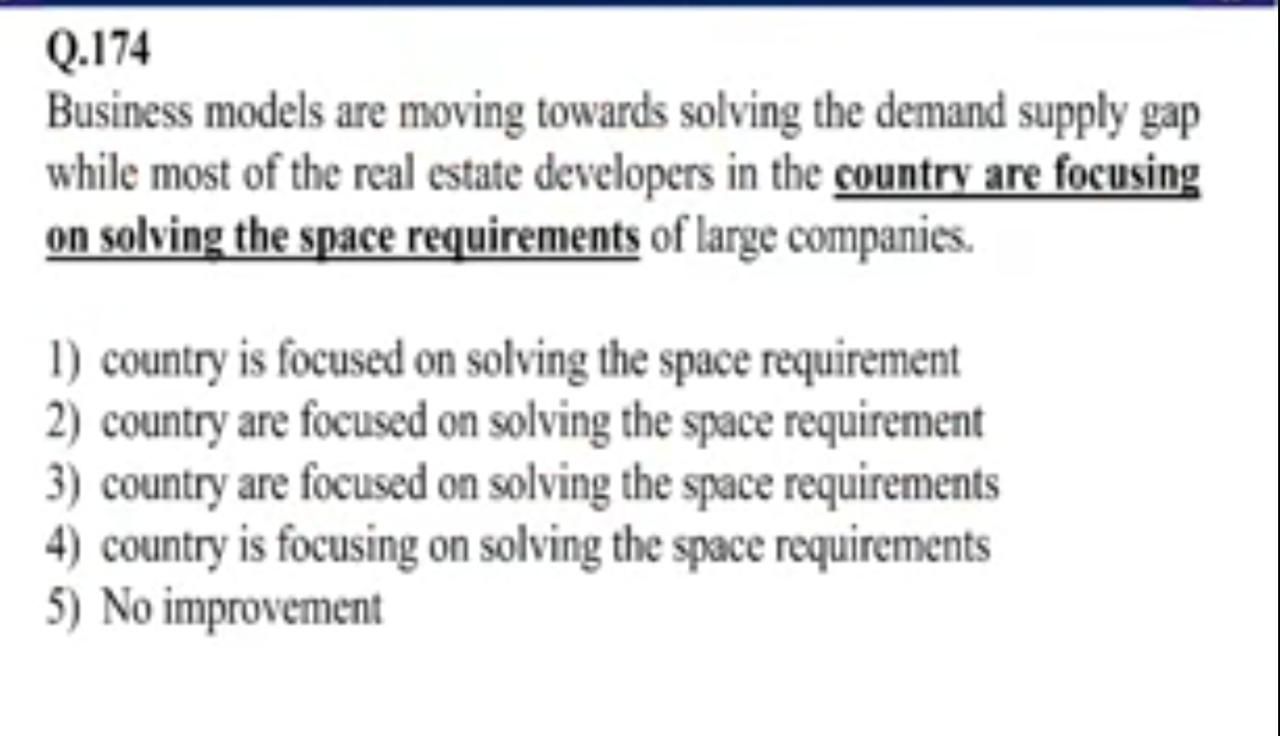 Q.174
Business models are moving towards solving the demand supply gap
while most of the real estate developers in the country are focusing
on solving the space requirements of large companies.
1) country is focused on solving the space requirement
2) country are focused on solving the space requirement
3) country are focused on solving the space requirements
4) country is focusing on solving the space requirements
5) No improvement